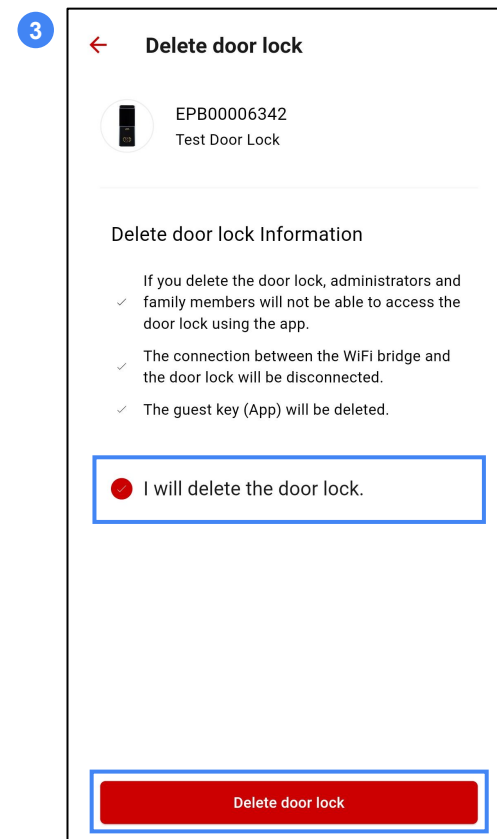 3
Delete door lock
EPB00006342
Test Door Lock
Delete door lock Information
If you delete the door lock, administrators and
family members will not be able to access the
door lock using the app.
The connection between the WiFi bridge and
the door lock will be disconnected.
The guest key (App) will be deleted.
I will delete the door lock.
Delete door lock